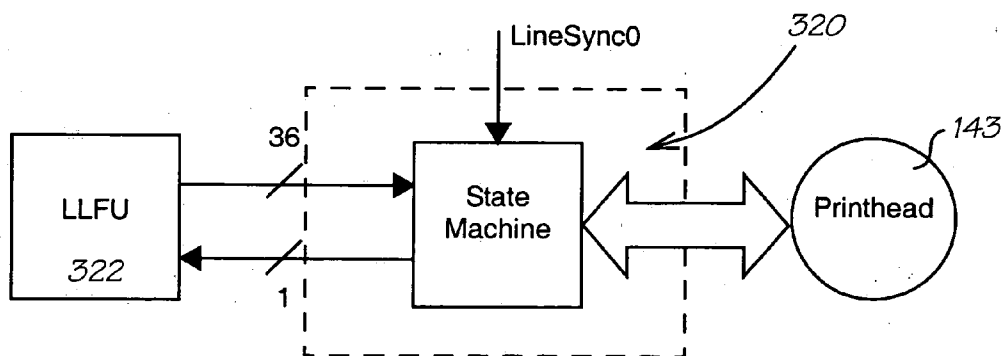 LineSync0
320
36
143
LLFU
State
Machine
Printhead
322
1